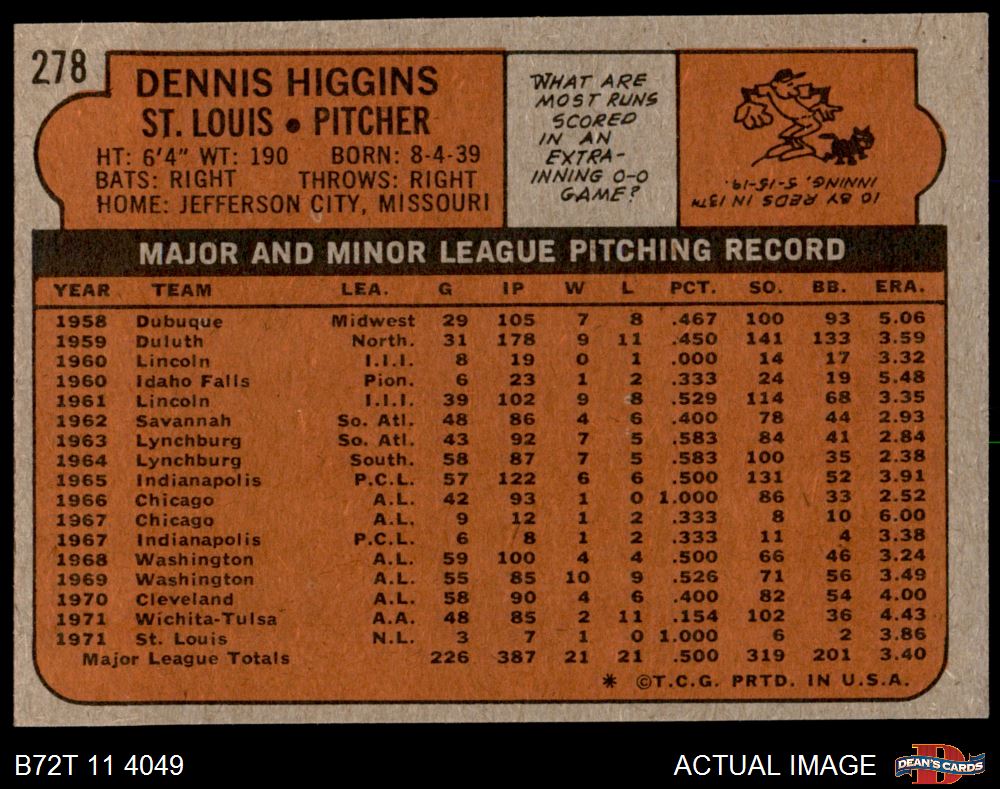 278
DENNIS HIGGINS
ST. LOUIS • PITCHER
HT: 6'4" WT: 190 BORN: 8-4-39
BATS: RIGHT THROWS: RIGHT
HOME: JEFFERSON CITY, MISSOURI
WHAT ARE
MOST RUNS
SCORED
IN AN
EXTRA-
INNING 0-0
GAME?
10 BY REDS IN 13TH
INNING, 5-15-19.
MAJOR AND MINOR LEAGUE PITCHING RECORD
YEAR TEAM LEA. G IP W L PCT. SO. BB. ERA.
1958 Dubuque Midwest 29 105 7 8 .467 100 93 5.06
1959 Duluth North. 31 178 9 11 .450 141 133 3.59
1960 Lincoln I.I.I. 8 19 0 1 .000 14 17 3.32
1960 Idaho Falls Pion. 6 23 1 2 .333 24 19 5.48
1961 Lincoln I.I.I. 39 102 9 8 .529 114 68 3.35
1962 Savannah So. Atl. 48 86 4 6 .400 78 44 2.93
1963 Lynchburg So. Atl. 43 92 7 5 .583 84 41 2.84
1964 Lynchburg South. 58 87 7 5 .583 100 35 2.38
1965 Indianapolis P.C.L. 57 122 6 6 .500 131 52 3.91
1966 Chicago A.L. 42 93 1 0 1.000 86 33 2.52
1967 Chicago A.L. 9 12 1 2 .333 8 10 6.00
1967 Indianapolis P.C.L. 6 8 1 2 .333 11 4 3.38
1968 Washington A.L. 59 100 4 4 .500 66 46 3.24
1969 Washington A.L. 55 85 10 9 .526 71 56 3.49
1970 Cleveland A.L. 58 90 4 6 .400 82 54 4.00
1971 Wichita-Tulsa A.A. 48 85 2 11 .154 102 36 4.43
1971 St. Louis N.L. 3 7 1 0 1.000 6 2 3.86
Major League Totals 226 387 21 21 .500 319 201 3.40
* ©T.C.G. PRTD. IN U.S.A.
B72T 11 4049
ACTUAL IMAGE
DEAN'S CARDS